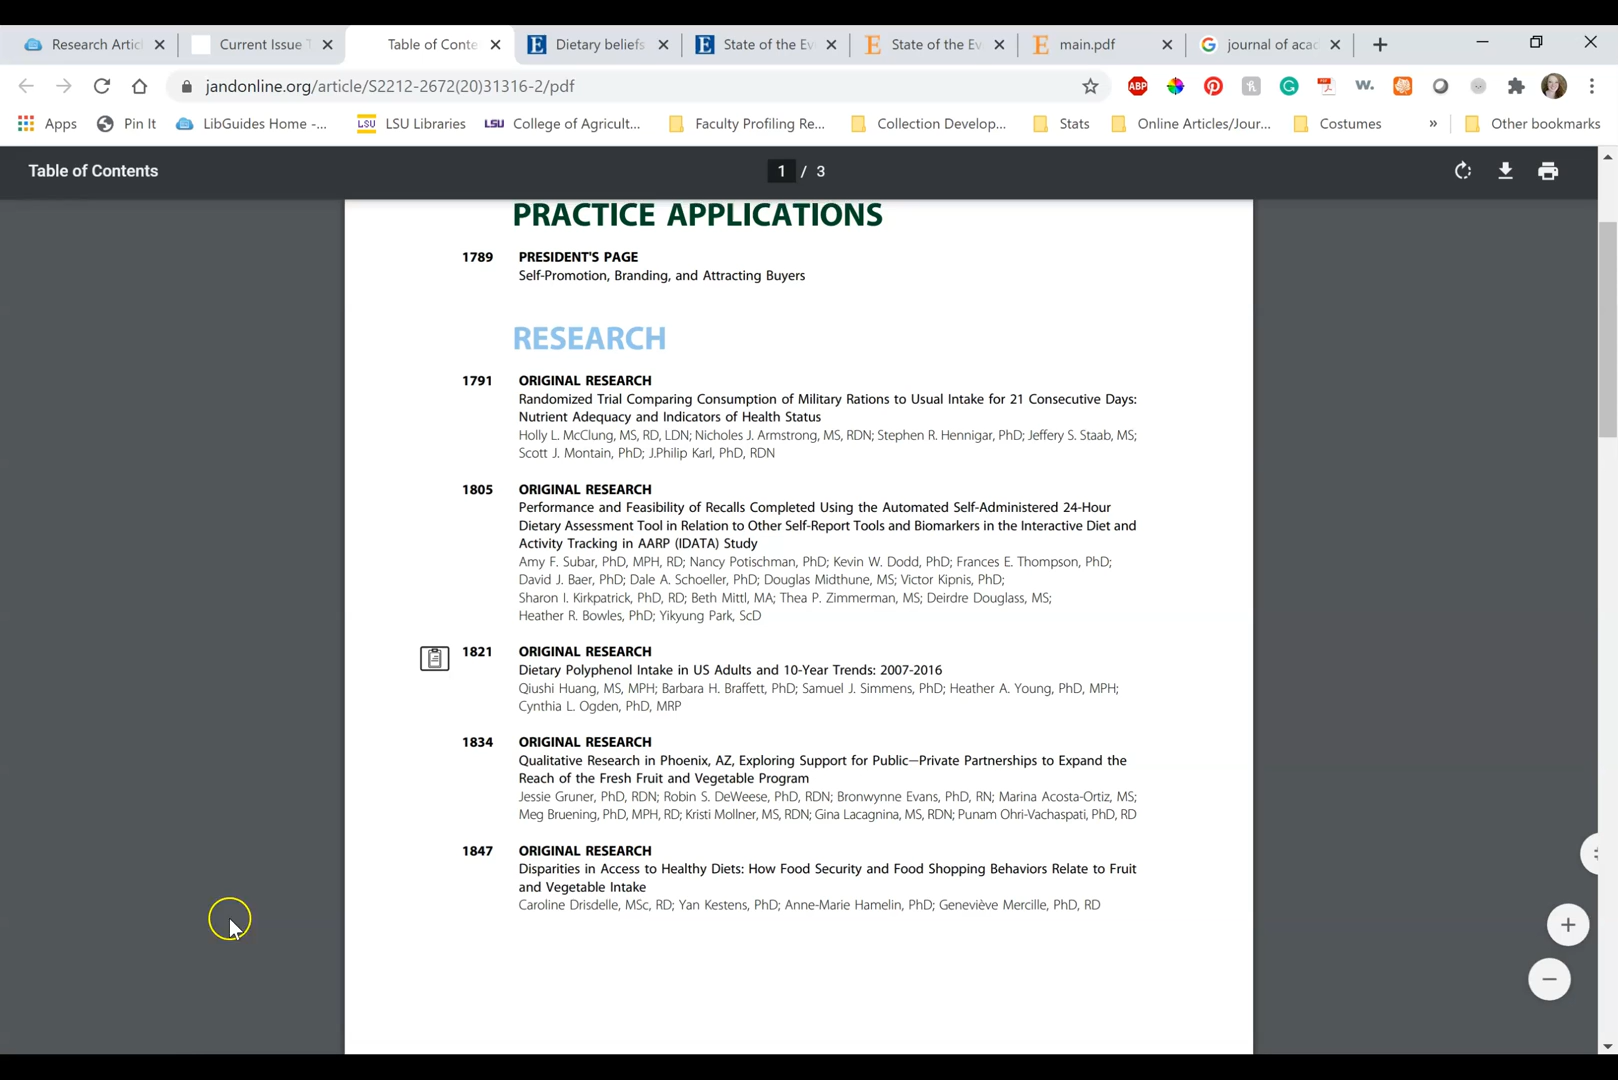 Research Artic
Current Issue T
Table of Conte
Dietary beliefs
State of the Ev
State of the Ev
main.pdf
journal of acad
jandonline.org/article/S2212-2672(20)31316-2/pdf
ABP
w.
Apps
Pin It
LibGuides Home -...
LSU
LSU Libraries
LSU
College of Agricult...
Faculty Profiling Re...
Collection Develop...
Stats
Online Articles/Jour...
Costumes
»
Other bookmarks
Table of Contents
1 / 3
PRACTICE APPLICATIONS
1789 PRESIDENT'S PAGE
Self-Promotion, Branding, and Attracting Buyers
RESEARCH
1791 ORIGINAL RESEARCH
Randomized Trial Comparing Consumption of Military Rations to Usual Intake for 21 Consecutive Days:
Nutrient Adequacy and Indicators of Health Status
Holly L. McClung, MS, RD, LDN; Nicholes J. Armstrong, MS, RDN; Stephen R. Hennigar, PhD; Jeffery S. Staab, MS;
Scott J. Montain, PhD; J.Philip Karl, PhD, RDN
1805 ORIGINAL RESEARCH
Performance and Feasibility of Recalls Completed Using the Automated Self-Administered 24-Hour
Dietary Assessment Tool in Relation to Other Self-Report Tools and Biomarkers in the Interactive Diet and
Activity Tracking in AARP (IDATA) Study
Amy F. Subar, PhD, MPH, RD; Nancy Potischman, PhD; Kevin W. Dodd, PhD; Frances E. Thompson, PhD;
David J. Baer, PhD; Dale A. Schoeller, PhD; Douglas Midthune, MS; Victor Kipnis, PhD;
Sharon I. Kirkpatrick, PhD, RD; Beth Mittl, MA; Thea P. Zimmerman, MS; Deirdre Douglass, MS;
Heather R. Bowles, PhD; Yikyung Park, ScD
1821 ORIGINAL RESEARCH
Dietary Polyphenol Intake in US Adults and 10-Year Trends: 2007-2016
Qiushi Huang, MS, MPH; Barbara H. Braffett, PhD; Samuel J. Simmens, PhD; Heather A. Young, PhD, MPH;
Cynthia L. Ogden, PhD, MRP
1834 ORIGINAL RESEARCH
Qualitative Research in Phoenix, AZ, Exploring Support for Public—Private Partnerships to Expand the
Reach of the Fresh Fruit and Vegetable Program
Jessie Gruner, PhD, RDN; Robin S. DeWeese, PhD, RDN; Bronwynne Evans, PhD, RN; Marina Acosta-Ortiz, MS;
Meg Bruening, PhD, MPH, RD; Kristi Mollner, MS, RDN; Gina Lacagnina, MS, RDN; Punam Ohri-Vachaspati, PhD, RD
1847 ORIGINAL RESEARCH
Disparities in Access to Healthy Diets: How Food Security and Food Shopping Behaviors Relate to Fruit
and Vegetable Intake
Caroline Drisdelle, MSc, RD; Yan Kestens, PhD; Anne-Marie Hamelin, PhD; Geneviève Mercille, PhD, RD